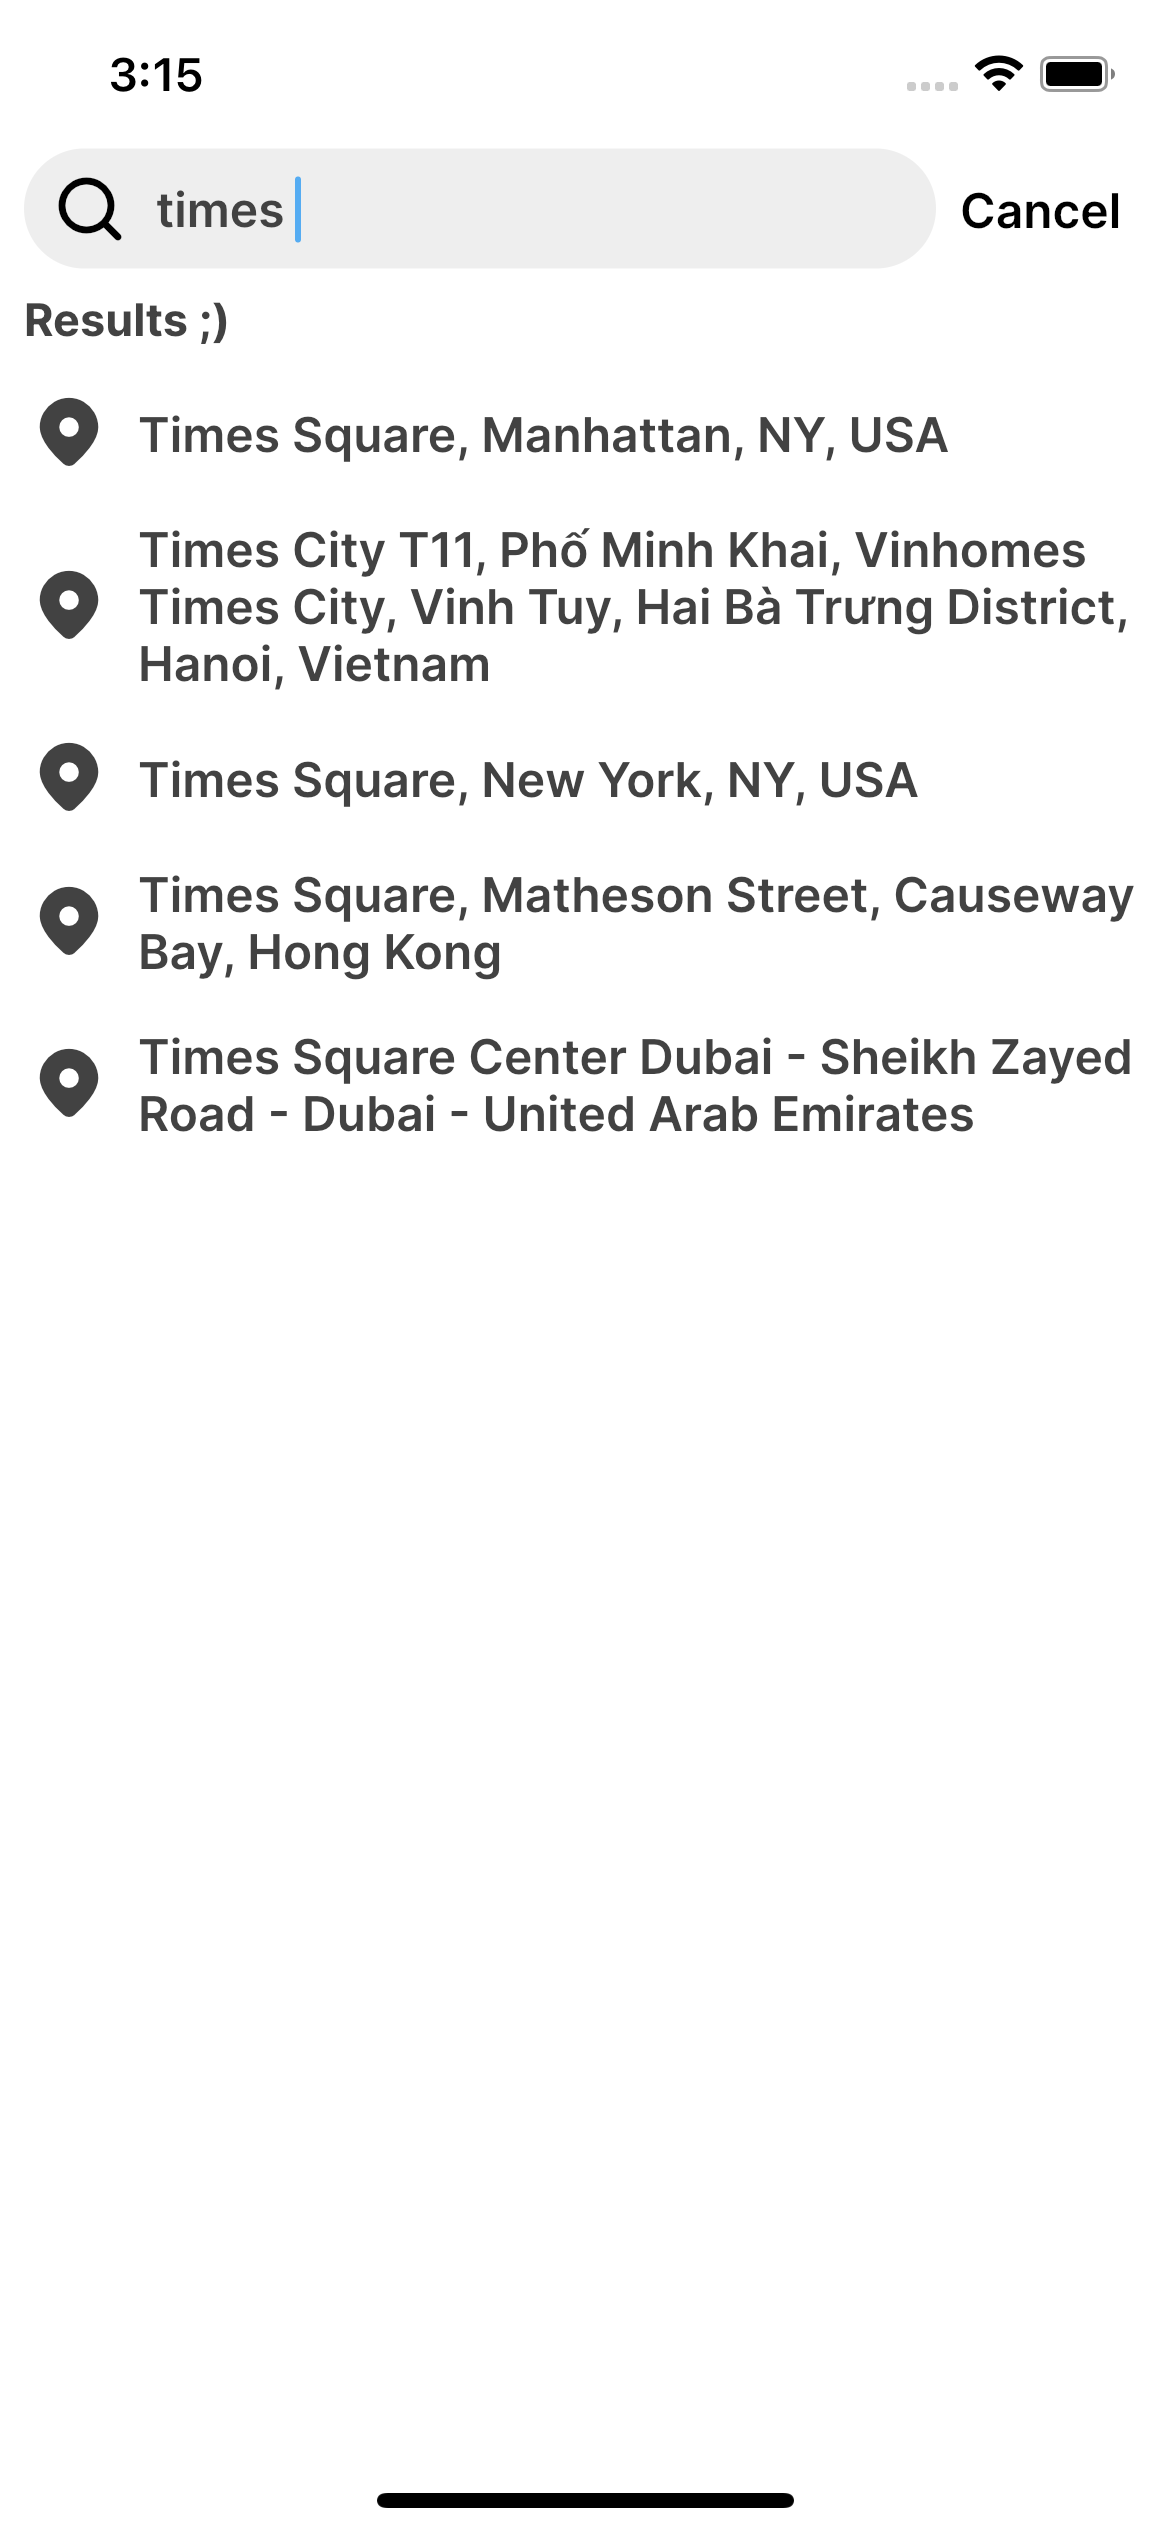 3:15
times
Cancel
Results ;)
Times Square, Manhattan, NY, USA
Times City T11, Phố Minh Khai, Vinhomes
Times City, Vinh Tuy, Hai Bà Trưng District,
Hanoi, Vietnam
Times Square, New York, NY, USA
Times Square, Matheson Street, Causeway
Bay, Hong Kong
Times Square Center Dubai - Sheikh Zayed
Road - Dubai - United Arab Emirates